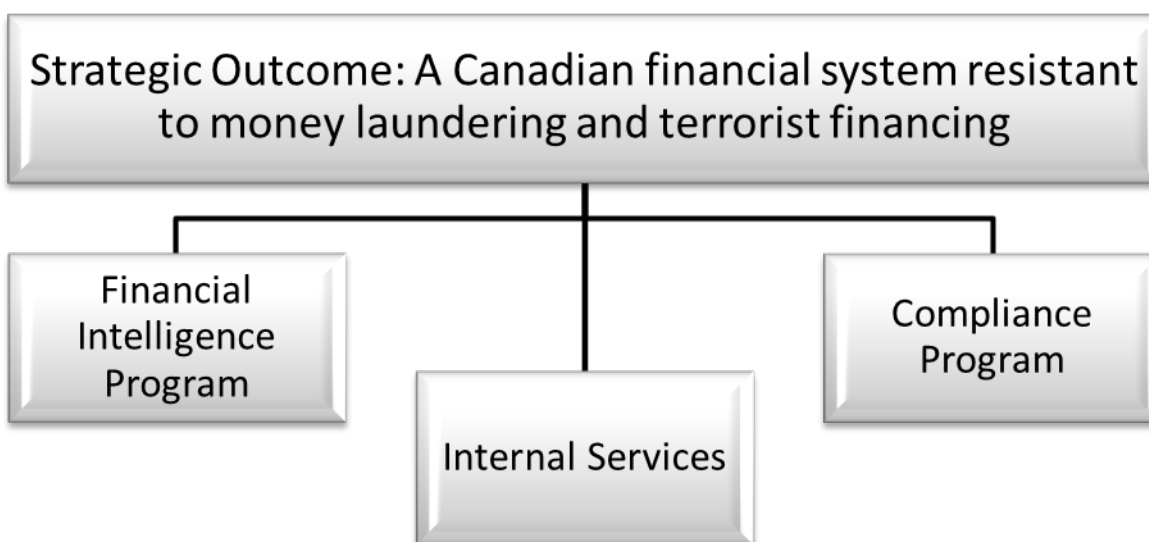 Strategic Outcome: A Canadian financial system resistant
to money laundering and terrorist financing
Financial
Intelligence
Program
Internal Services
Compliance
Program